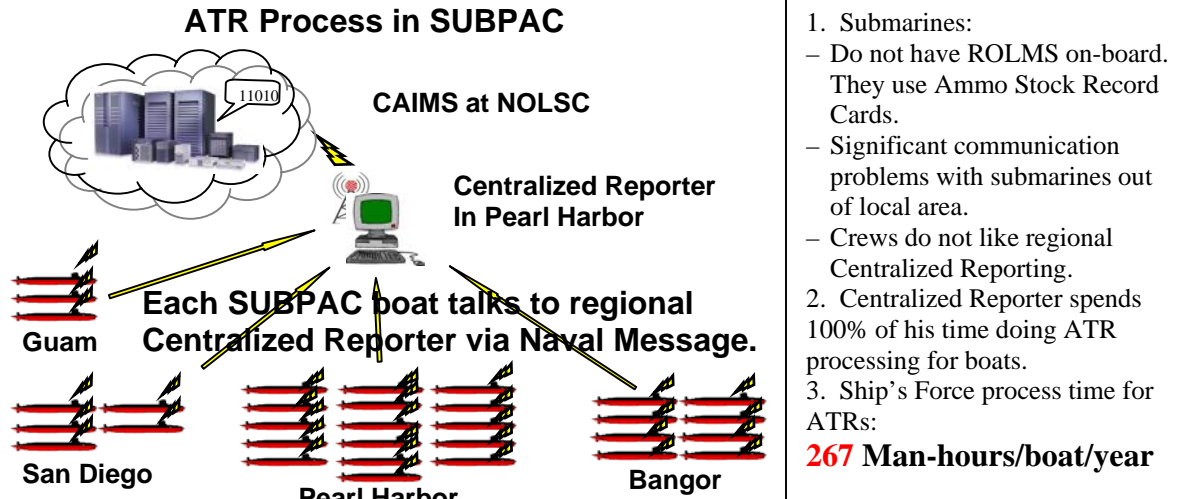 ATR Process in SUBPAC
11010
CAIMS at NOLSC
Centralized Reporter
In Pearl Harbor
Each SUBPAC boat talks to regional
Centralized Reporter via Naval Message.
Guam
San Diego
Pearl Harbor
Bangor
1. Submarines:
– Do not have ROLMS on-board.
They use Ammo Stock Record
Cards.
– Significant communication
problems with submarines out
of local area.
– Crews do not like regional
Centralized Reporting.
2. Centralized Reporter spends
100% of his time doing ATR
processing for boats.
3. Ship's Force process time for
ATRs:
267 Man-hours/boat/year